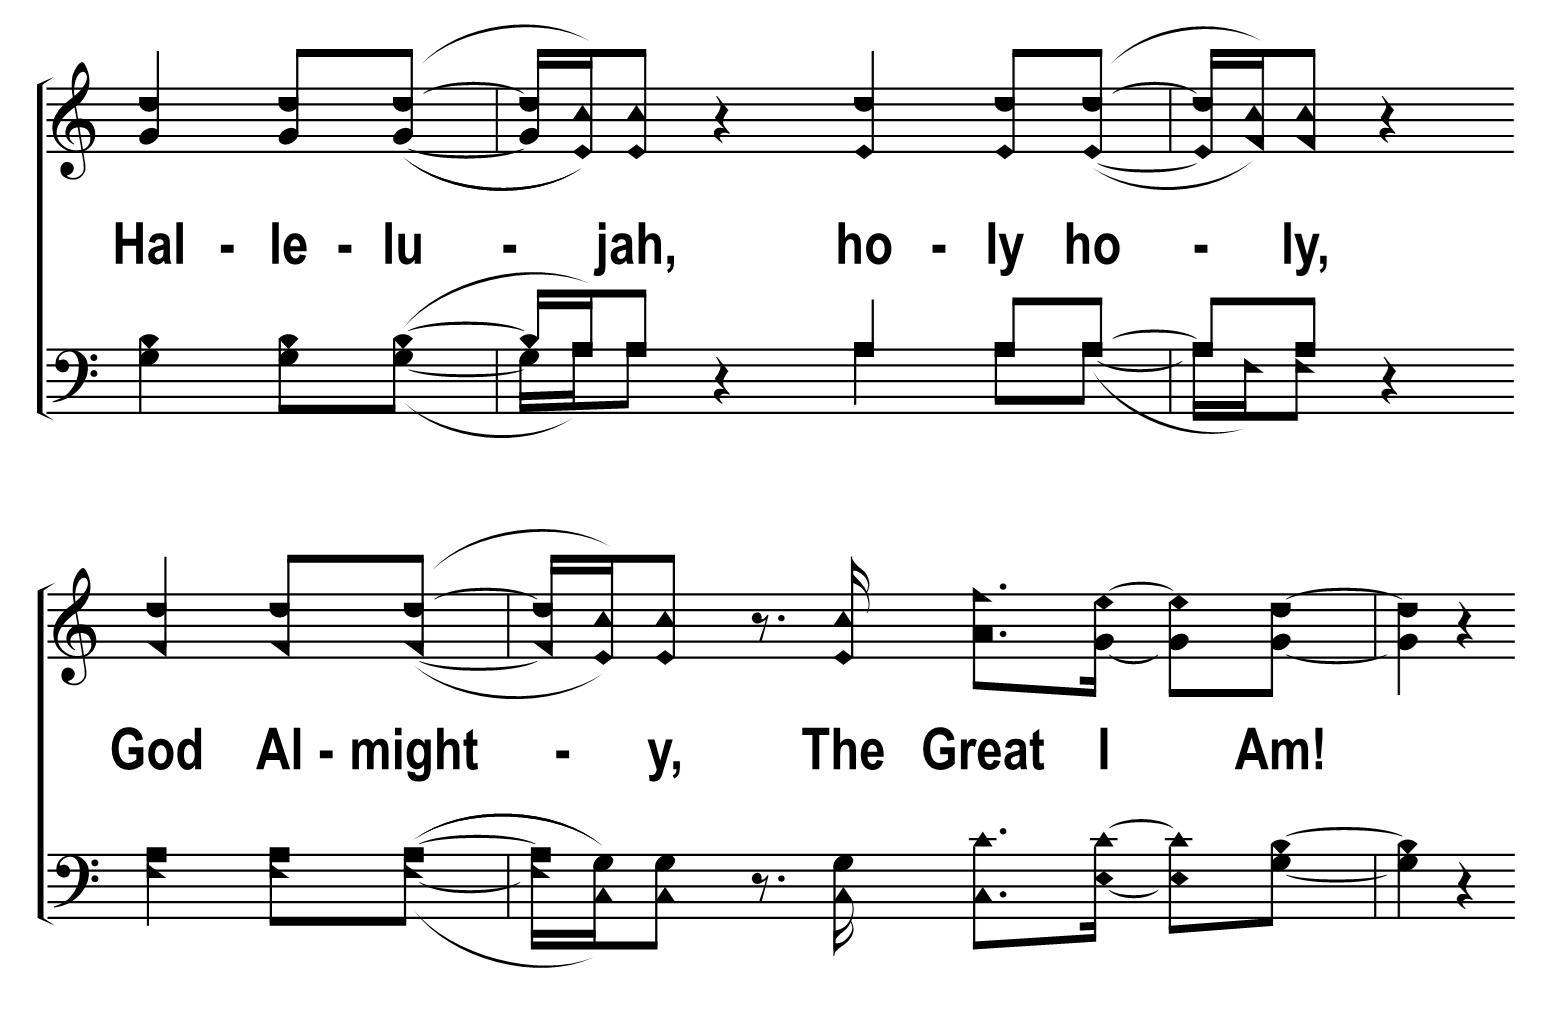 Hal - le - lu - jah, ho - ly ho - ly,
God Al - might - y, The Great I Am!